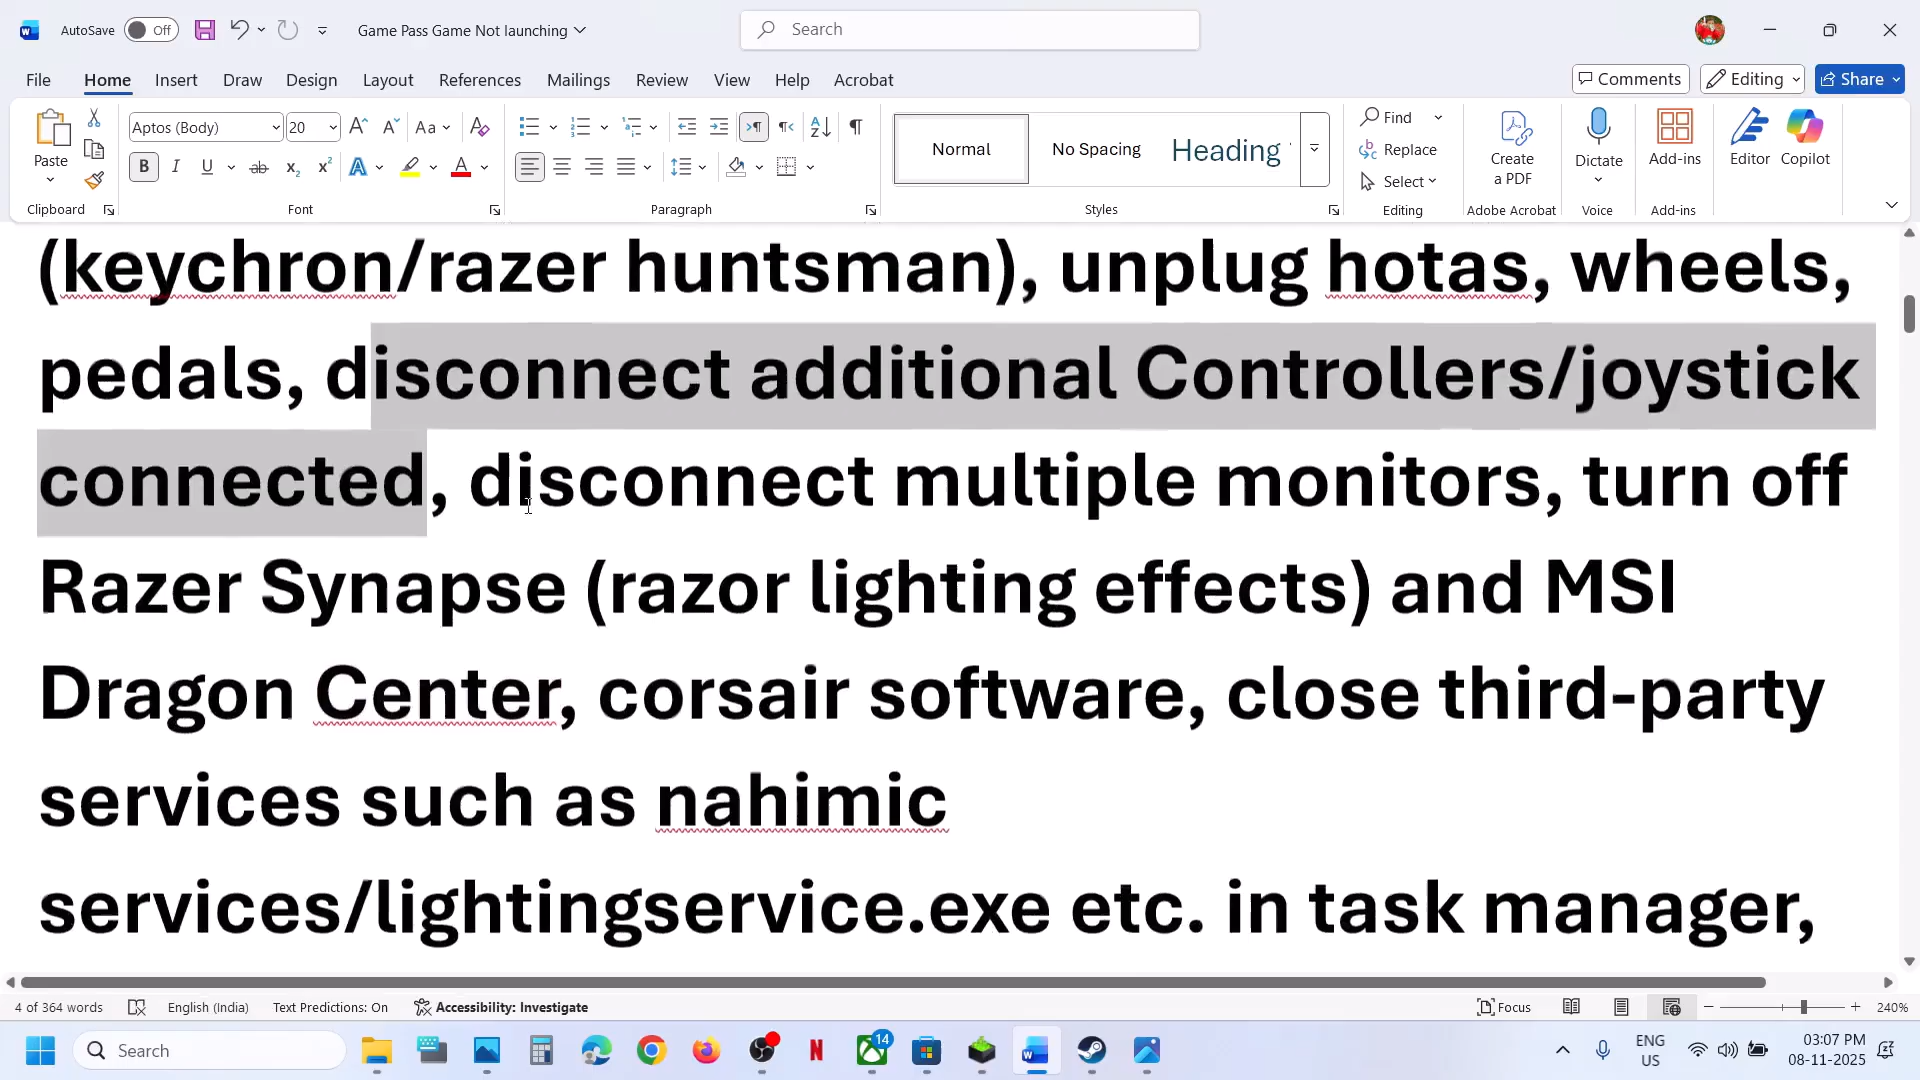 AutoSave Off Game Pass Game Not launching Search
File Home Insert Draw Design Layout References Mailings Review View Help Acrobat Comments Editing Share
Paste
Clipboard
Aptos (Body) 20
Font
Paragraph
Normal No Spacing Heading
Styles
Find
Replace
Select
Editing
Create a PDF
Adobe Acrobat
Dictate
Voice
Add-ins
Add-ins
Editor
Copilot
(keychron/razer huntsman), unplug hotas, wheels,
pedals, disconnect additional Controllers/joystick
connected, disconnect multiple monitors, turn off
Razer Synapse (razor lighting effects) and MSI
Dragon Center, corsair software, close third-party
services such as nahimic
services/lightingservice.exe etc. in task manager,
4 of 364 words English (India) Text Predictions: On Accessibility: Investigate Focus 240%
Search 14 ENG US 03:07 PM
08-11-2025